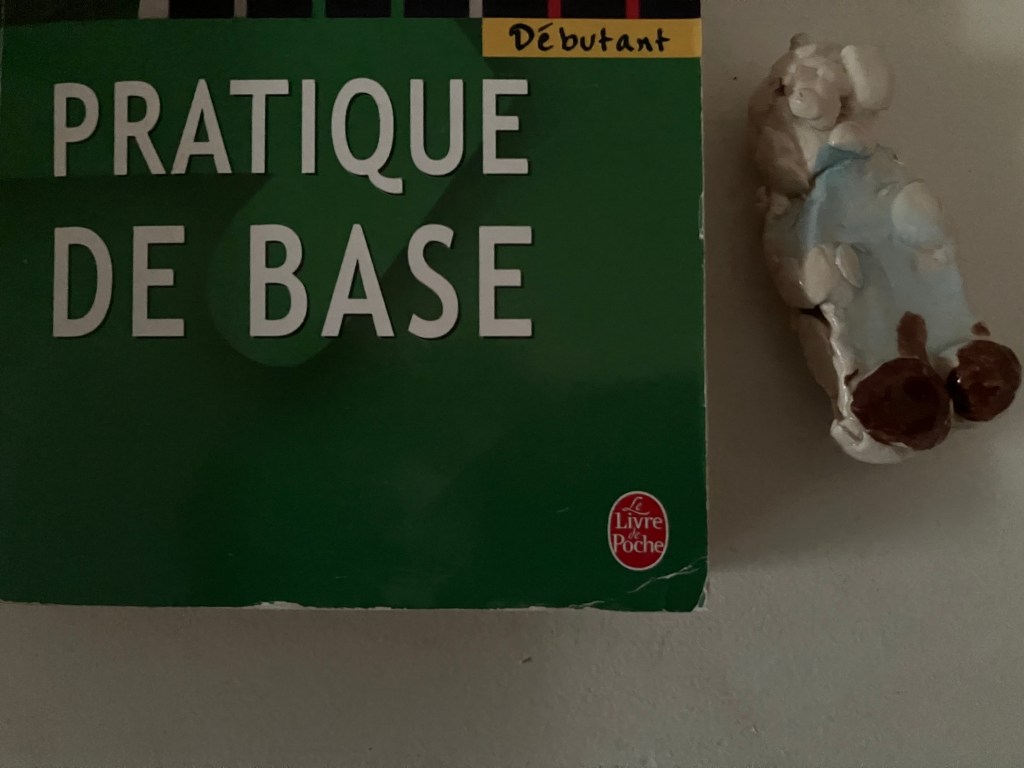 Débutant
PRATIQUE
DE BASE
Le
Livre
de
Poche